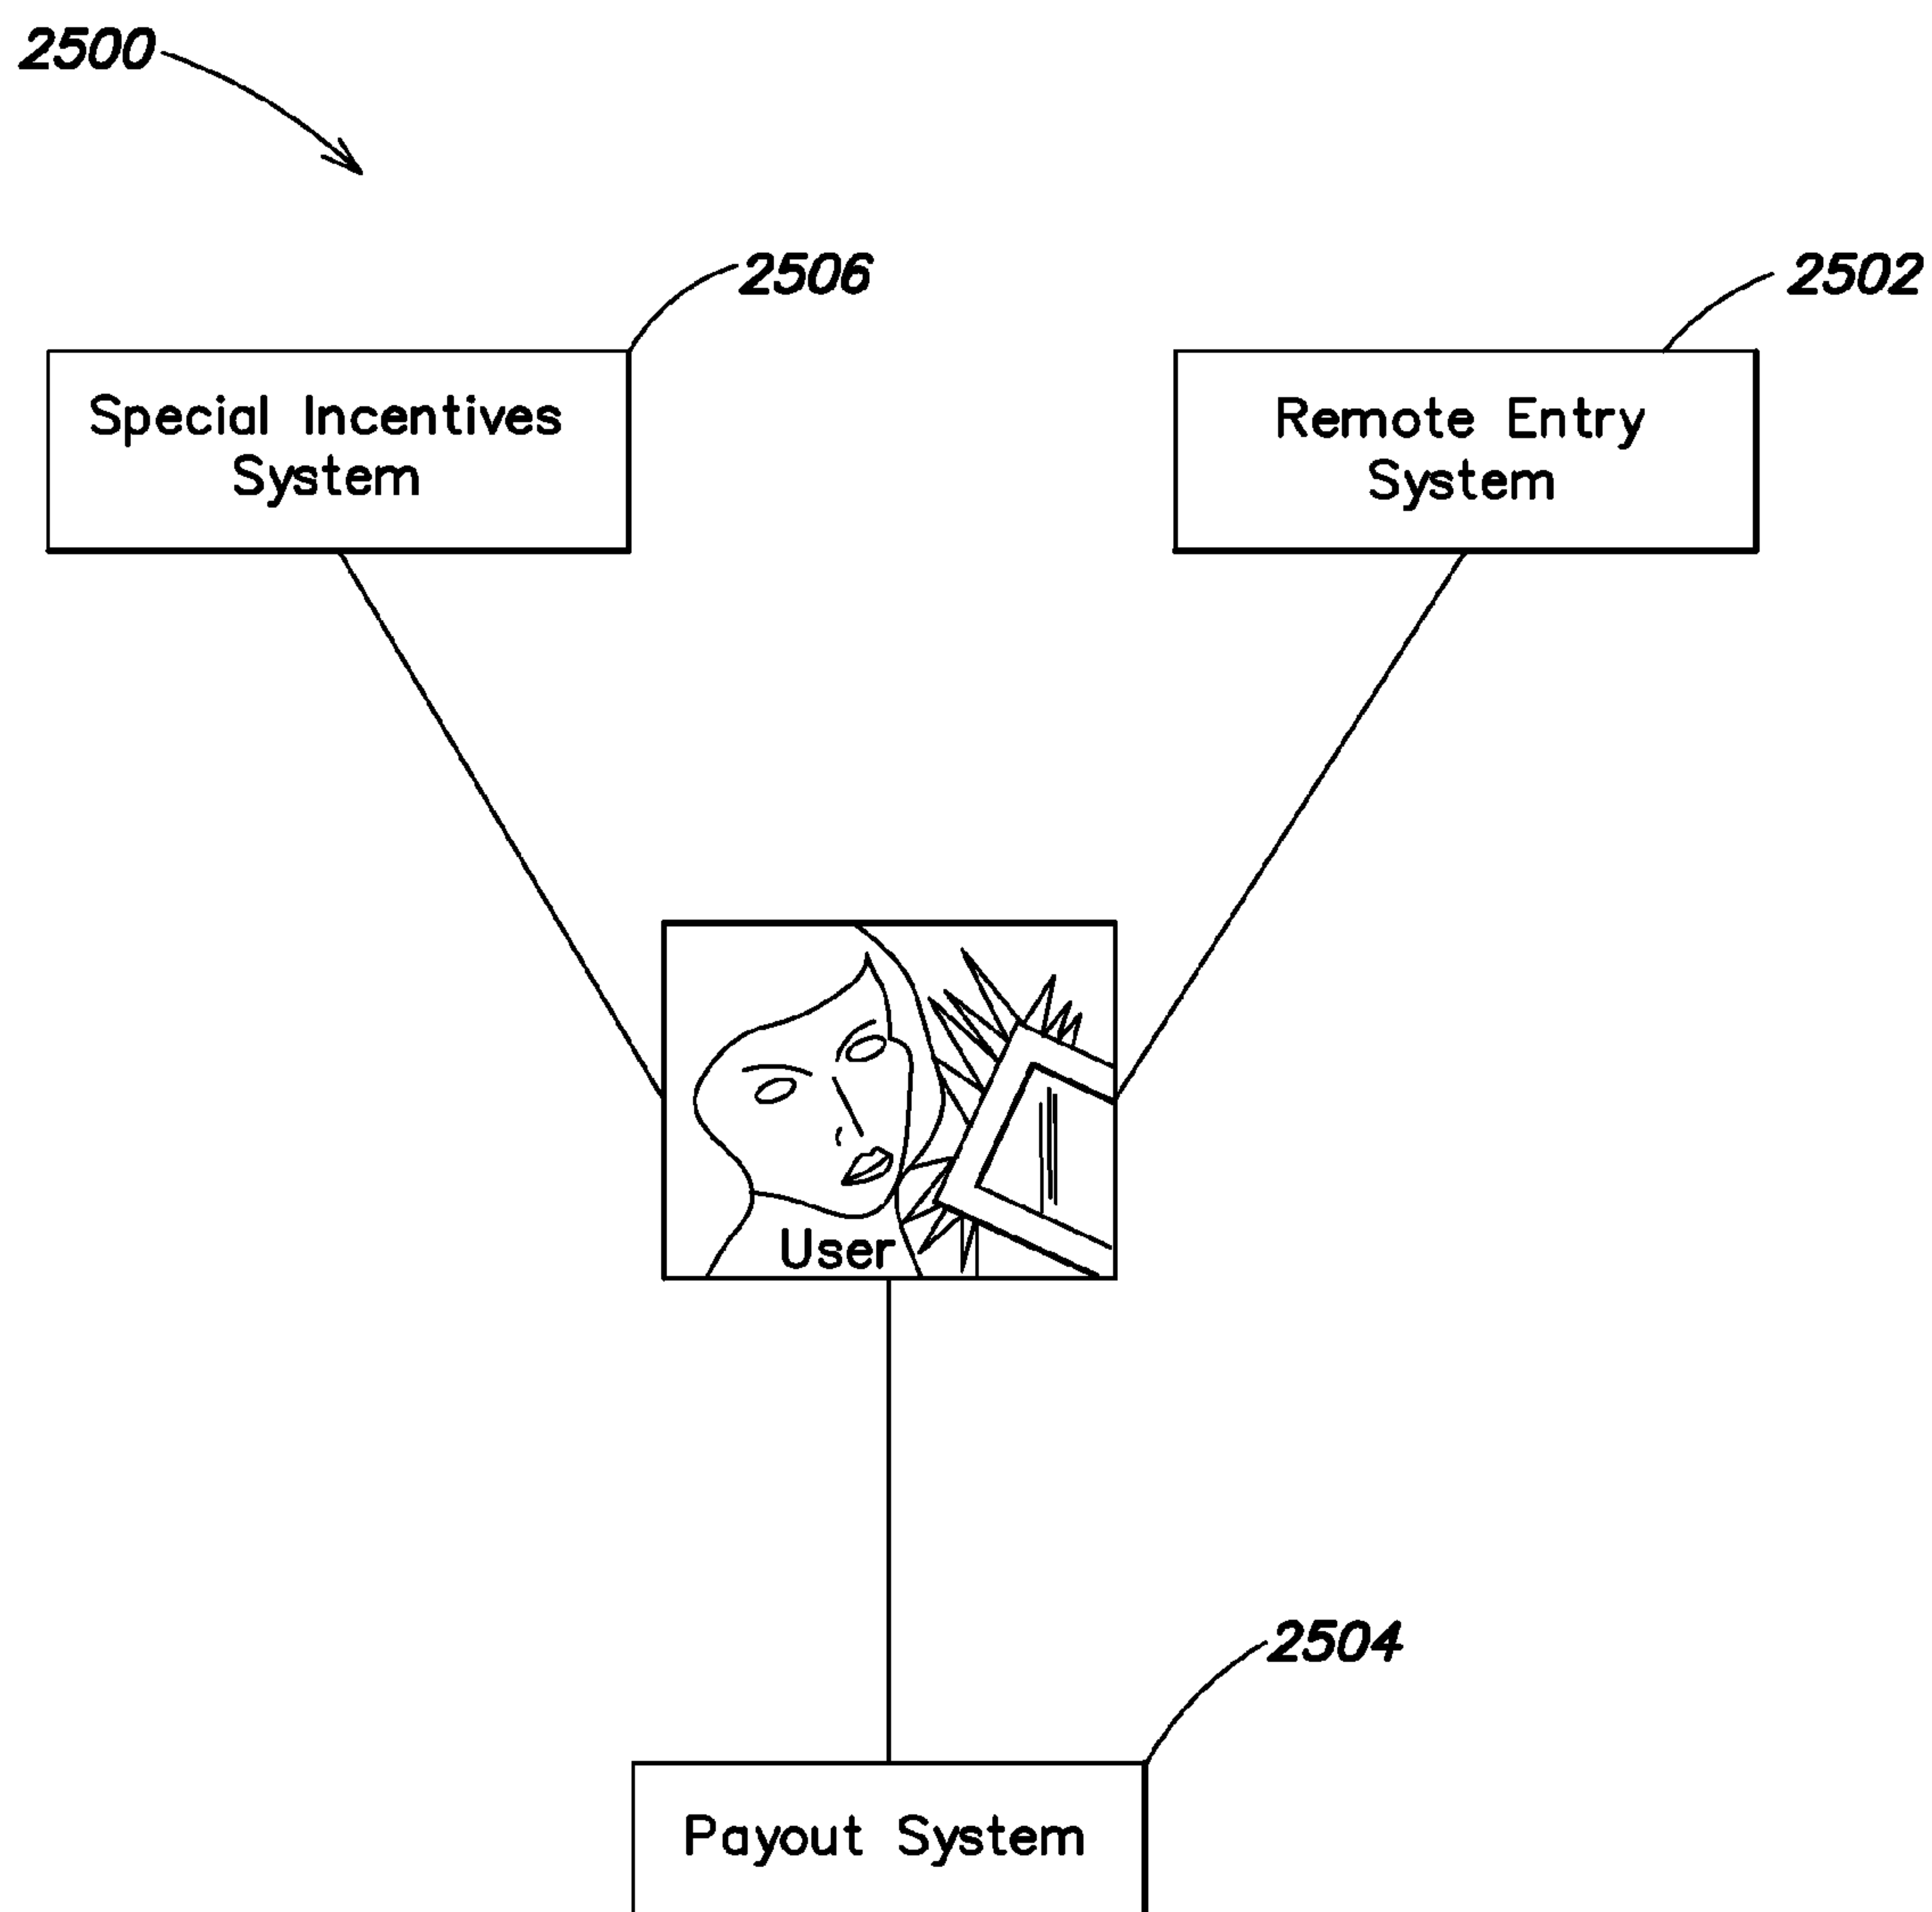 2500
2506
2502
Special Incentives
System
Remote Entry
System
User
2504
Payout System